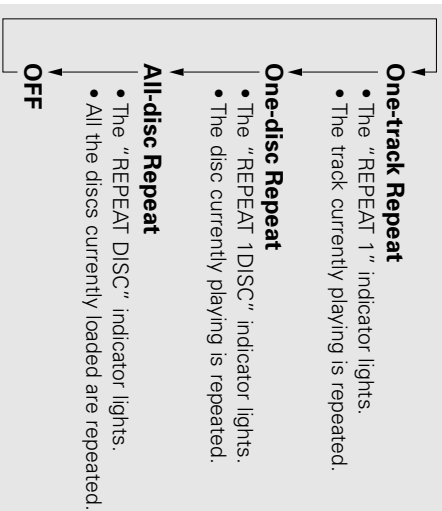 One-track Repeat
• The "REPEAT 1" indicator lights.
• The track currently playing is repeated.
One-disc Repeat
• The "REPEAT 1DISC" indicator lights.
• The disc currently playing is repeated.
All-disc Repeat
• The "REPEAT DISC" indicator lights.
• All the discs currently loaded are repeated.
OFF